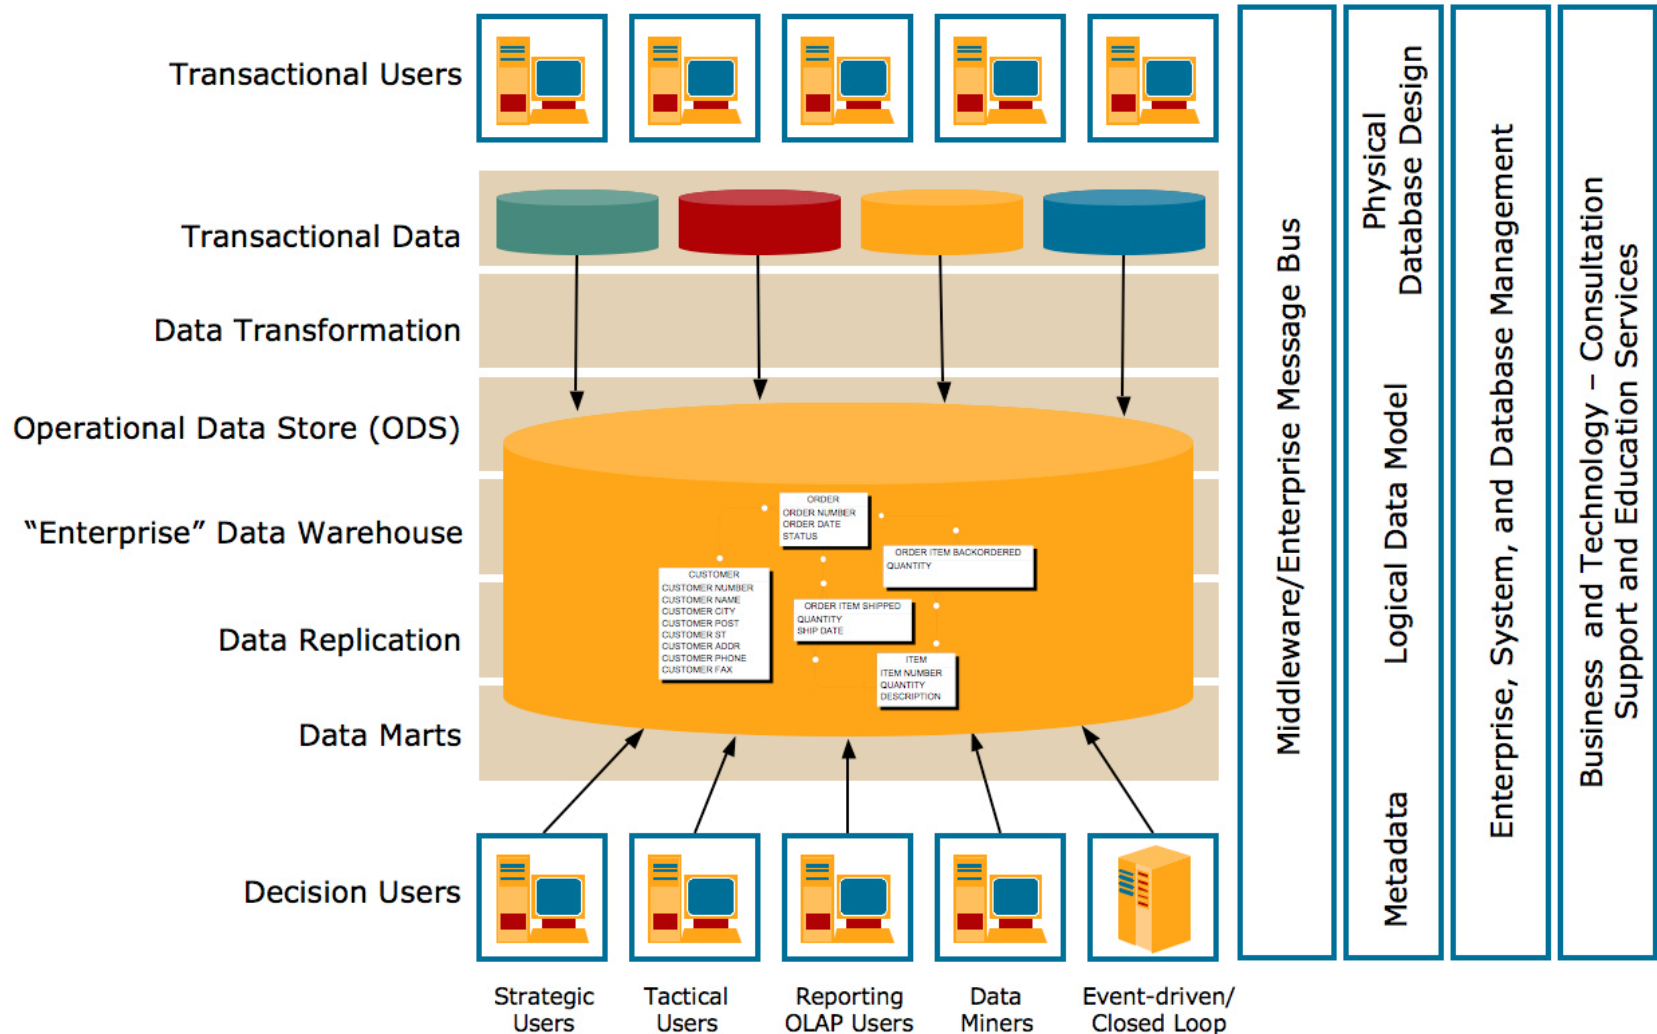 Transactional Users
Transactional Data
Data Transformation
Operational Data Store (ODS)
“Enterprise” Data Warehouse
Data Replication
Data Marts
Decision Users
ORDER
ORDER NUMBER
ORDER DATE
STATUS
ORDER ITEM BACKORDERED
QUANTITY
CUSTOMER
CUSTOMER NUMBER
CUSTOMER NAME
CUSTOMER CITY
CUSTOMER POST
CUSTOMER ST
CUSTOMER ADDR
CUSTOMER PHONE
CUSTOMER FAX
ORDER ITEM SHIPPED
QUANTITY
SHIP DATE
ITEM
ITEM NUMBER
QUANTITY
DESCRIPTION
Strategic
Users
Tactical
Users
Reporting
OLAP Users
Data
Miners
Event-driven/
Closed Loop
Middleware/Enterprise Message Bus
Physical
Database Design
Logical Data Model
Metadata
Enterprise, System, and Database Management
Business and Technology – Consultation
Support and Education Services